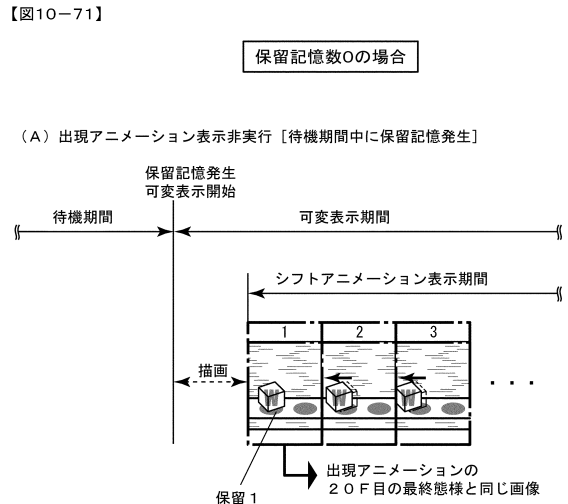 【図10-71】
保留記憶数0の場合
（A）出現アニメーション表示非実行［待機期間中に保留記憶発生］
保留記憶発生
可変表示開始
待機期間
可変表示期間
シフトアニメーション表示期間
1 2 3
描画
W W W
・・・
出現アニメーションの
20F目の最終態様と同じ画像
保留1